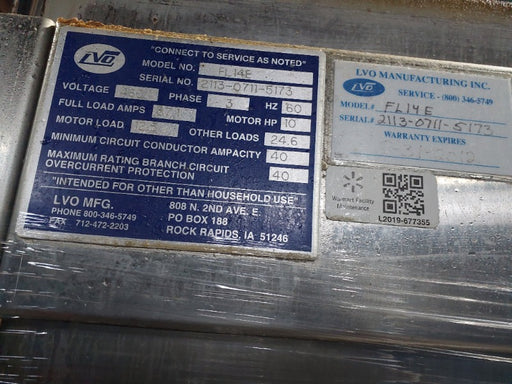 LVO
"CONNECT TO SERVICE AS NOTED"
MODEL NO. FL14E
SERIAL NO. 2113-0711-5173
VOLTAGE PHASE 3 HZ 60
FULL LOAD AMPS MOTOR HP 10
MOTOR LOAD OTHER LOADS 24.6
MINIMUM CIRCUIT CONDUCTOR AMPACITY 40
MAXIMUM RATING BRANCH CIRCUIT
OVERCURRENT PROTECTION 40
"INTENDED FOR OTHER THAN HOUSEHOLD USE"
LVO MFG. 808 N. 2ND AVE. E
PHONE 800-346-5749 PO BOX 188
FAX 712-472-2203 ROCK RAPIDS, IA 51246
LVO MANUFACTURING INC.
LVO SERVICE - (800) 346-5749
MODEL# FL14E
SERIAL# 2113-0711-5173
WARRANTY EXPIRES
Walmart Facility
Maintenance
L2019-677355